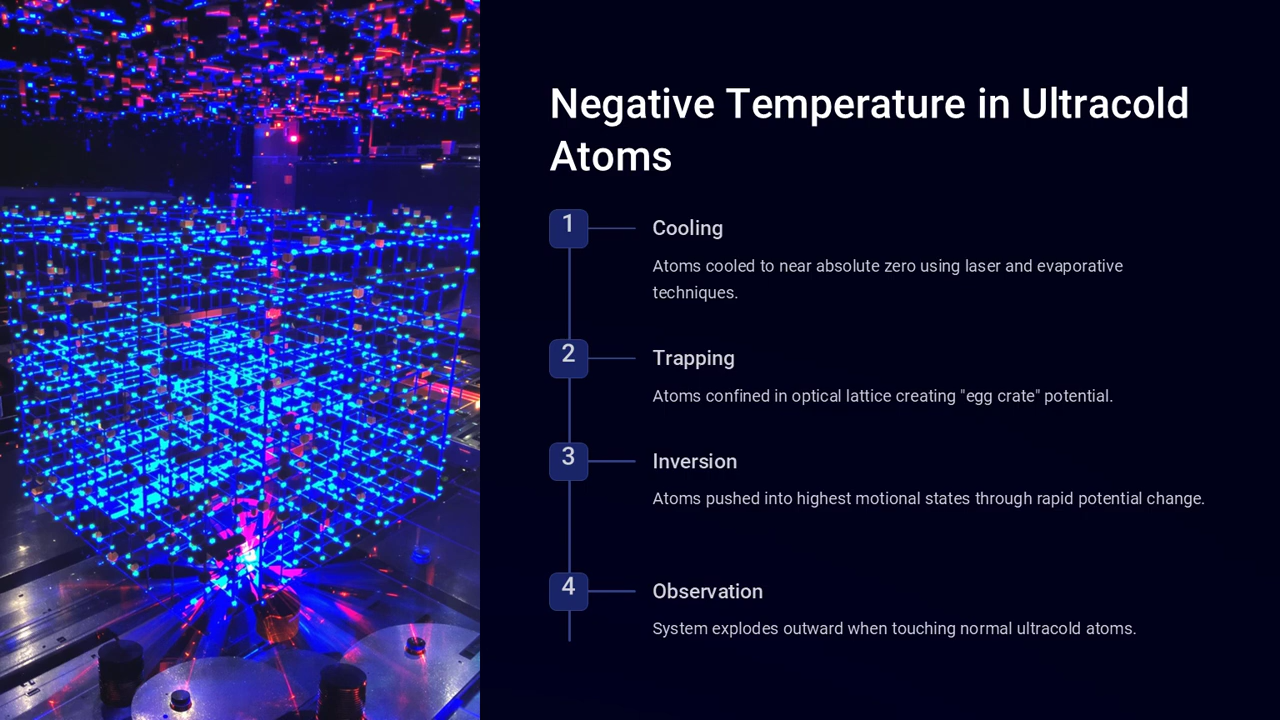 Negative Temperature in Ultracold
Atoms
1
Cooling
Atoms cooled to near absolute zero using laser and evaporative
techniques.
2
Trapping
Atoms confined in optical lattice creating "egg crate" potential.
3
Inversion
Atoms pushed into highest motional states through rapid potential change.
4
Observation
System explodes outward when touching normal ultracold atoms.